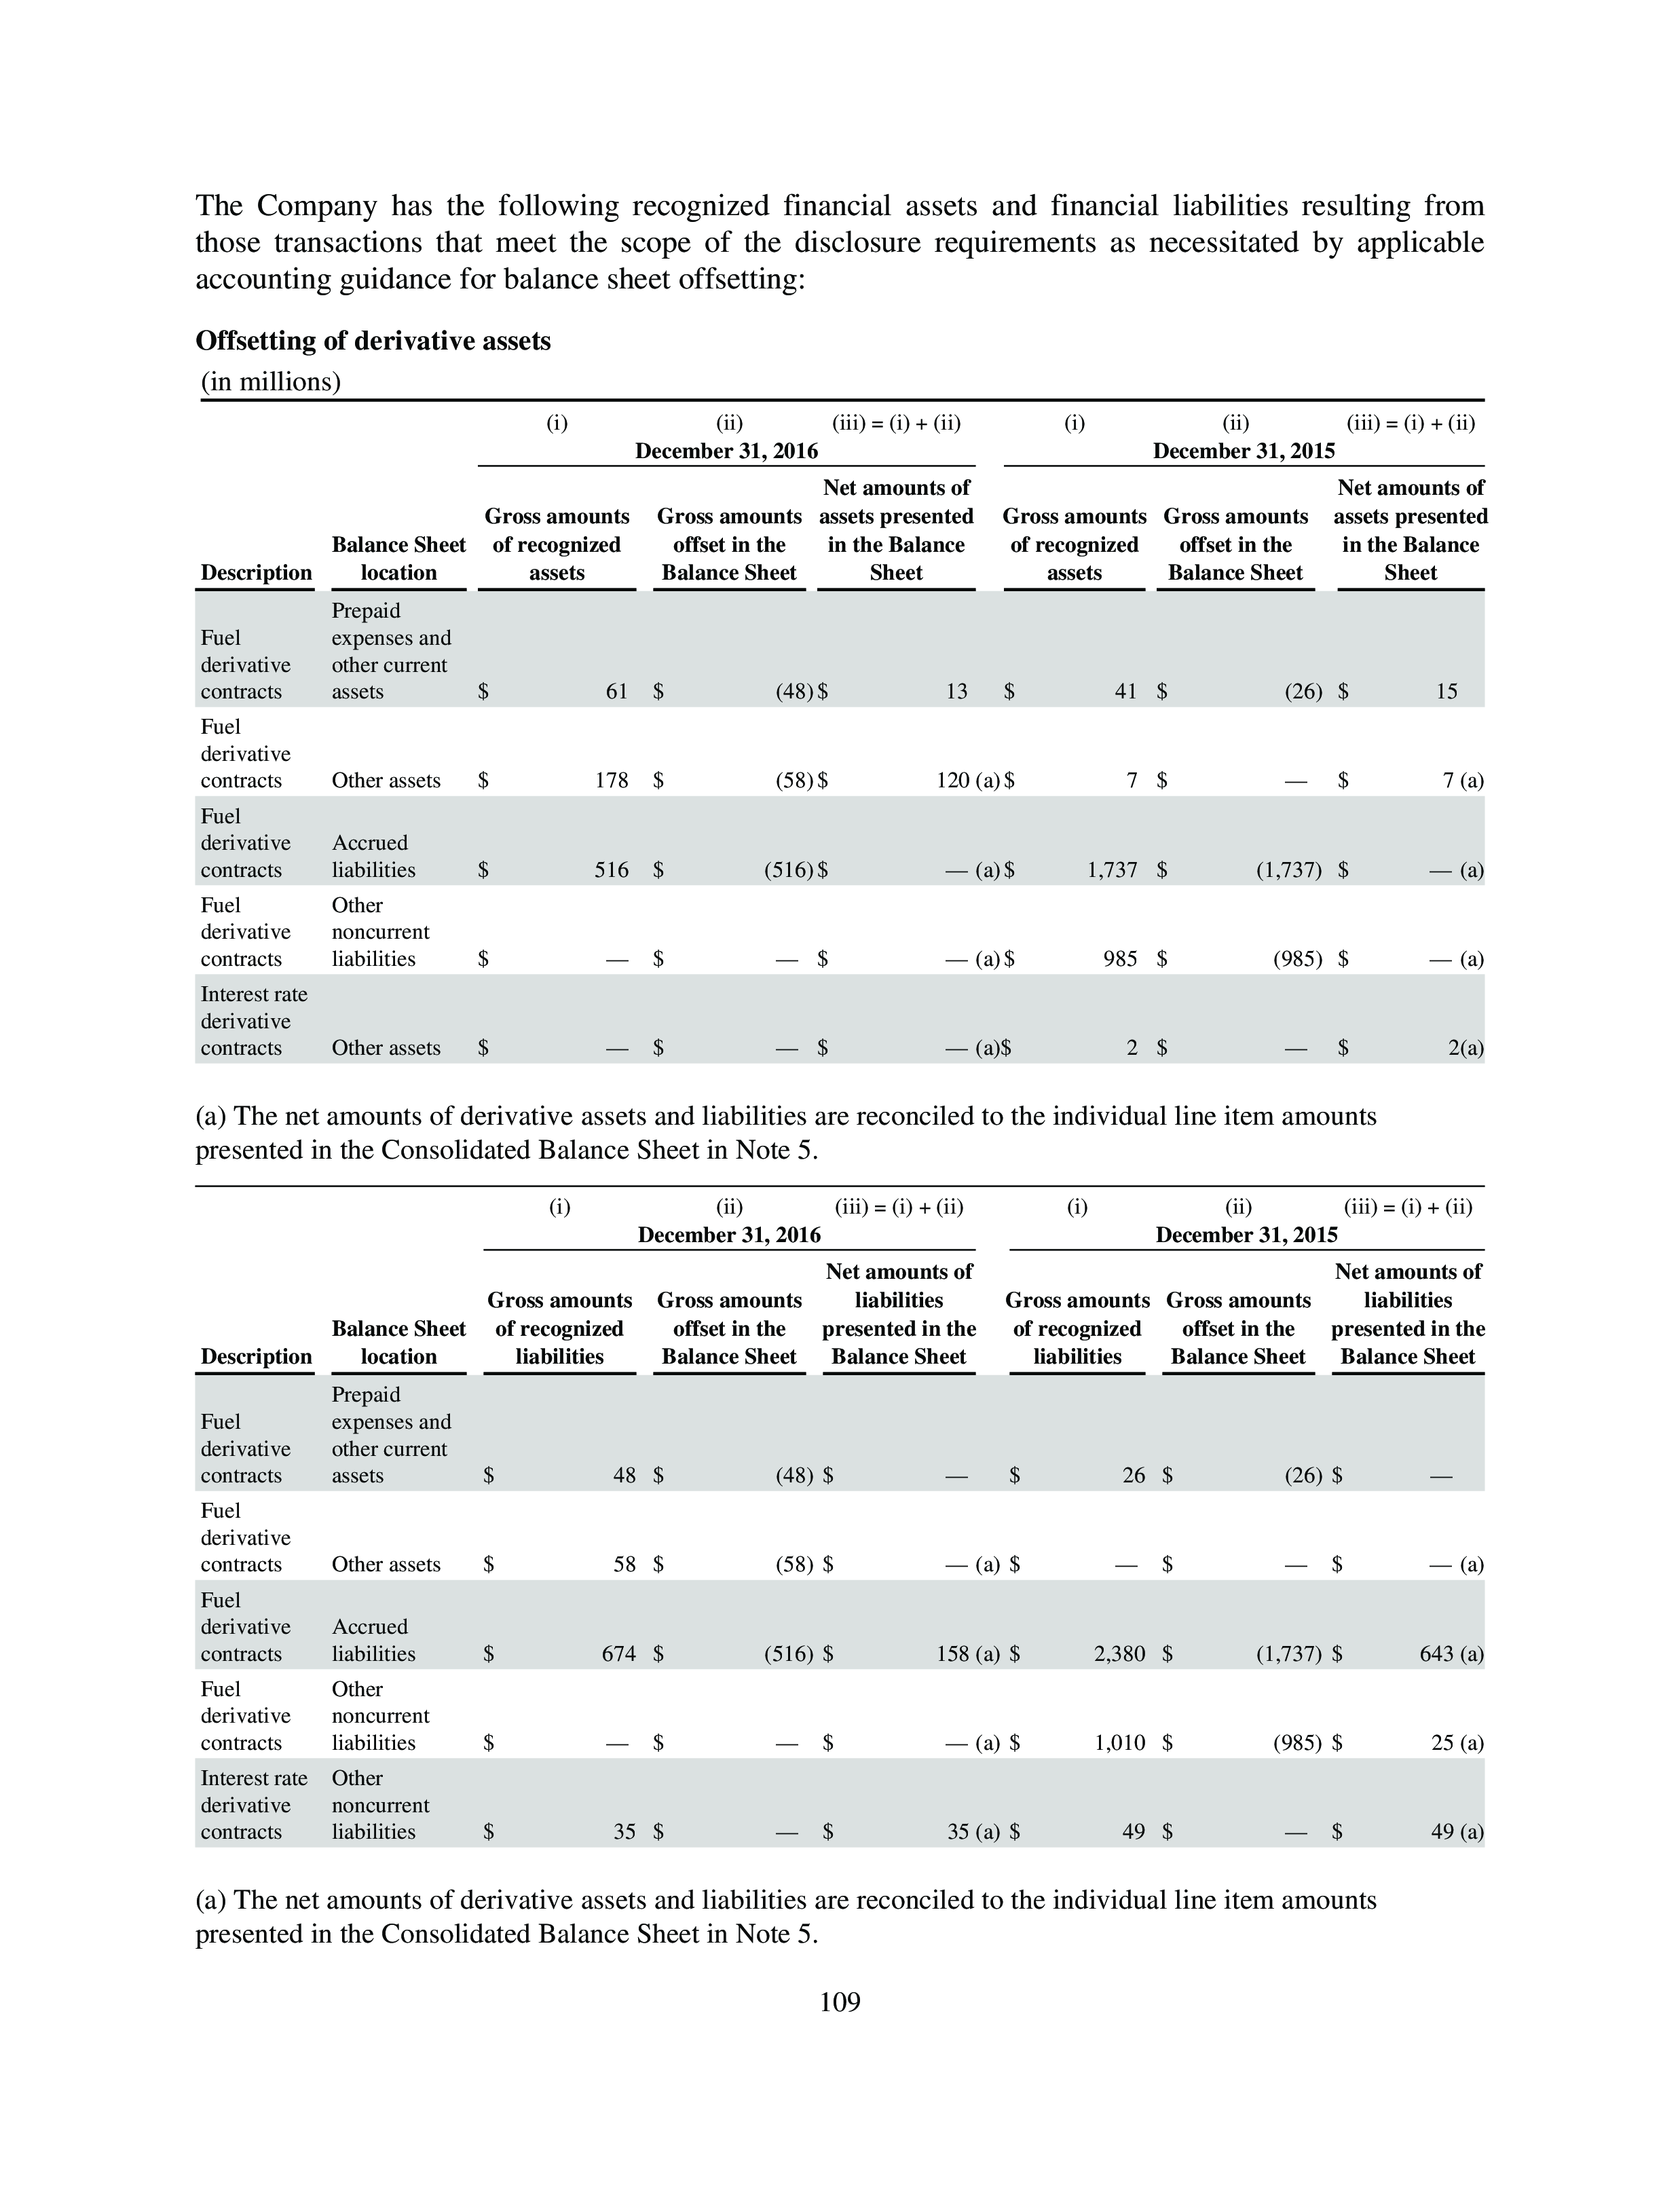 The Company has the following recognized financial assets and financial liabilities resulting from
those transactions that meet the scope of the disclosure requirements as necessitated by applicable
accounting guidance for balance sheet offsetting:
Offsetting of derivative assets
(in millions)
(i) (ii) (iii) = (i) + (ii) (i) (ii) (iii) = (i) + (ii)
December 31, 2016 December 31, 2015
Net amounts of Net amounts of
Gross amounts Gross amounts assets presented Gross amounts Gross amounts assets presented
Balance Sheet of recognized offset in the in the Balance of recognized offset in the in the Balance
Description location assets Balance Sheet Sheet assets Balance Sheet Sheet
Prepaid
Fuel expenses and
derivative other current
contracts assets $ 61 $ (48) $ 13 $ 41 $ (26) $ 15
Fuel
derivative
contracts Other assets $ 178 $ (58) $ 120 (a) $ 7 $ — $ 7 (a)
Fuel
derivative Accrued
contracts liabilities $ 516 $ (516) $ — (a) $ 1,737 $ (1,737) $ — (a)
Fuel Other
derivative noncurrent
contracts liabilities $ — $ — $ — (a) $ 985 $ (985) $ — (a)
Interest rate
derivative
contracts Other assets $ — $ — $ — (a)$ 2 $ — $ 2(a)
(a) The net amounts of derivative assets and liabilities are reconciled to the individual line item amounts
presented in the Consolidated Balance Sheet in Note 5.
(i) (ii) (iii) = (i) + (ii) (i) (ii) (iii) = (i) + (ii)
December 31, 2016 December 31, 2015
Net amounts of Net amounts of
Gross amounts Gross amounts liabilities Gross amounts Gross amounts liabilities
Balance Sheet of recognized offset in the presented in the of recognized offset in the presented in the
Description location liabilities Balance Sheet Balance Sheet liabilities Balance Sheet Balance Sheet
Prepaid
Fuel expenses and
derivative other current
contracts assets $ 48 $ (48) $ — $ 26 $ (26) $ —
Fuel
derivative
contracts Other assets $ 58 $ (58) $ — (a) $ — $ — $ — (a)
Fuel
derivative Accrued
contracts liabilities $ 674 $ (516) $ 158 (a) $ 2,380 $ (1,737) $ 643 (a)
Fuel Other
derivative noncurrent
contracts liabilities $ — $ — $ — (a) $ 1,010 $ (985) $ 25 (a)
Interest rate Other
derivative noncurrent
contracts liabilities $ 35 $ — $ 35 (a) $ 49 $ — $ 49 (a)
(a) The net amounts of derivative assets and liabilities are reconciled to the individual line item amounts
presented in the Consolidated Balance Sheet in Note 5.
109